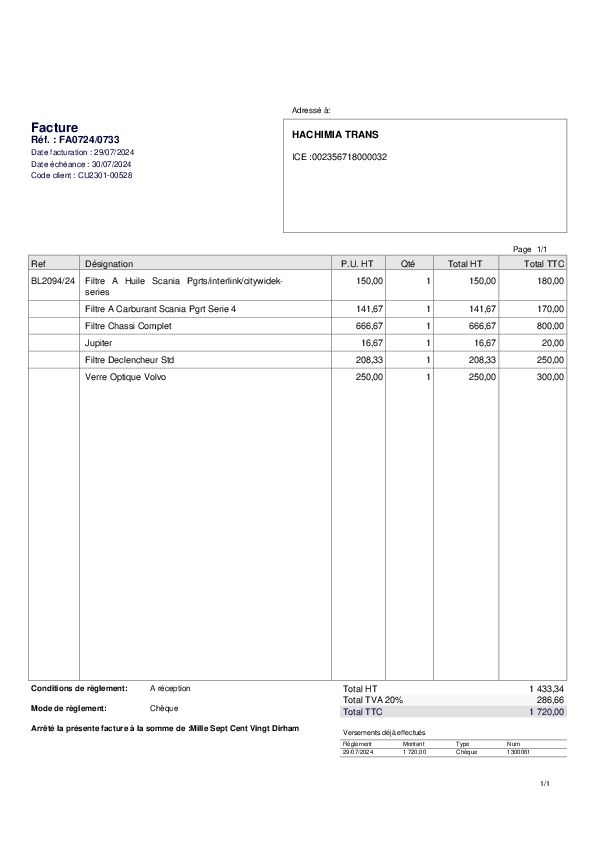 Adressé à:
Facture
Réf. : FA0724/0733
Date facturation : 29/07/2024
Date échéance : 30/07/2024
Code client : CU2301-00528
HACHIMIA TRANS
ICE :002356718000032
Page 1/1
Ref Désignation P.U. HT Qté Total HT Total TTC
BL2094/24 Filtre A Huile Scania Pgrts/interlink/citywidek- 150,00 1 150,00 180,00
series
Filtre A Carburant Scania Pgrt Serie 4 141,67 1 141,67 170,00
Filtre Chassi Complet 666,67 1 666,67 800,00
Jupiter 16,67 1 16,67 20,00
Filtre Declencheur Std 208,33 1 208,33 250,00
Verre Optique Volvo 250,00 1 250,00 300,00
Conditions de règlement: A réception
Total HT 1 433,34
Total TVA 20% 286,66
Mode de règlement: Chèque
Total TTC 1 720,00
Arrêté la présente facture à la somme de :Mille Sept Cent Vingt Dirham
Versements déjà effectués
Règlement Montant Type Num
29/07/2024 1 720,00 Chèque 1300061
1/1